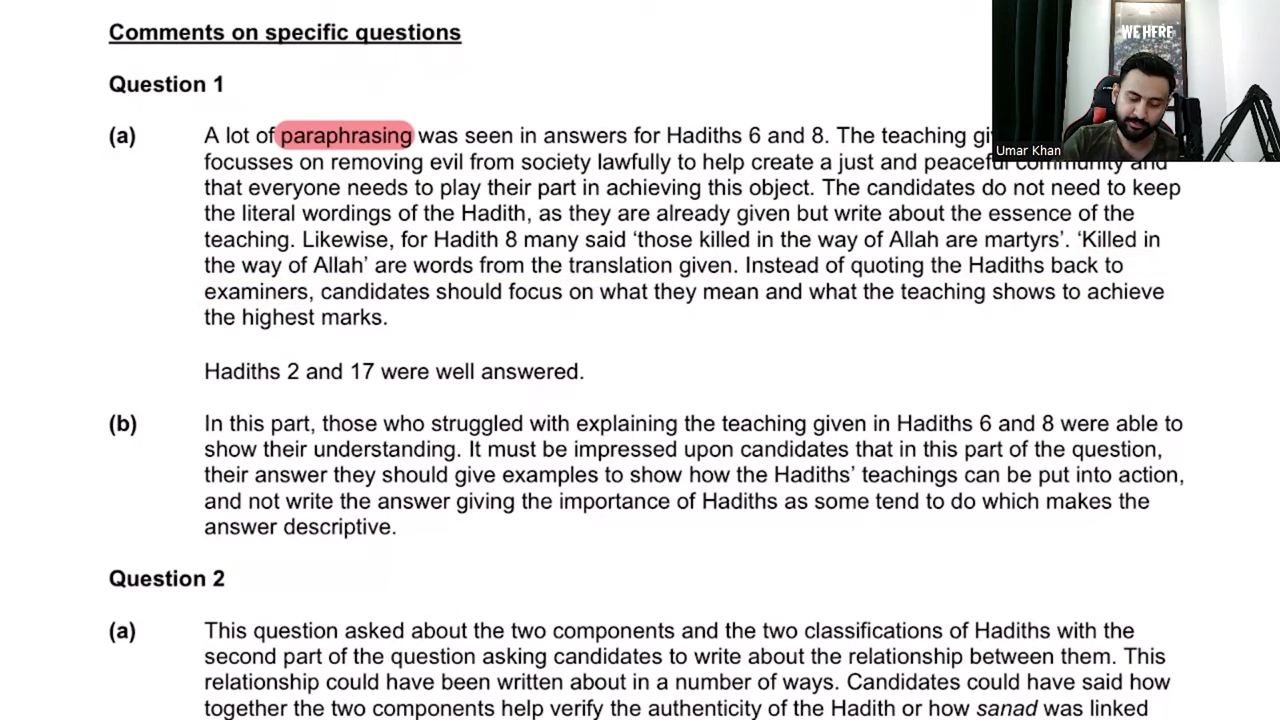 Comments on specific questions
WE HERE
Umar Khan
Question 1
(a) A lot of paraphrasing was seen in answers for Hadiths 6 and 8. The teaching
focusses on removing evil from society lawfully to help create a just and peaceful community and
that everyone needs to play their part in achieving this object. The candidates do not need to keep
the literal wordings of the Hadith, as they are already given but write about the essence of the
teaching. Likewise, for Hadith 8 many said ‘those killed in the way of Allah are martyrs’. ‘Killed in
the way of Allah’ are words from the translation given. Instead of quoting the Hadiths back to
examiners, candidates should focus on what they mean and what the teaching shows to achieve
the highest marks.
Hadiths 2 and 17 were well answered.
(b) In this part, those who struggled with explaining the teaching given in Hadiths 6 and 8 were able to
show their understanding. It must be impressed upon candidates that in this part of the question,
their answer they should give examples to show how the Hadiths’ teachings can be put into action,
and not write the answer giving the importance of Hadiths as some tend to do which makes the
answer descriptive.
Question 2
(a) This question asked about the two components and the two classifications of Hadiths with the
second part of the question asking candidates to write about the relationship between them. This
relationship could have been written about in a number of ways. Candidates could have said how
together the two components help verify the authenticity of the Hadith or how sanad was linked